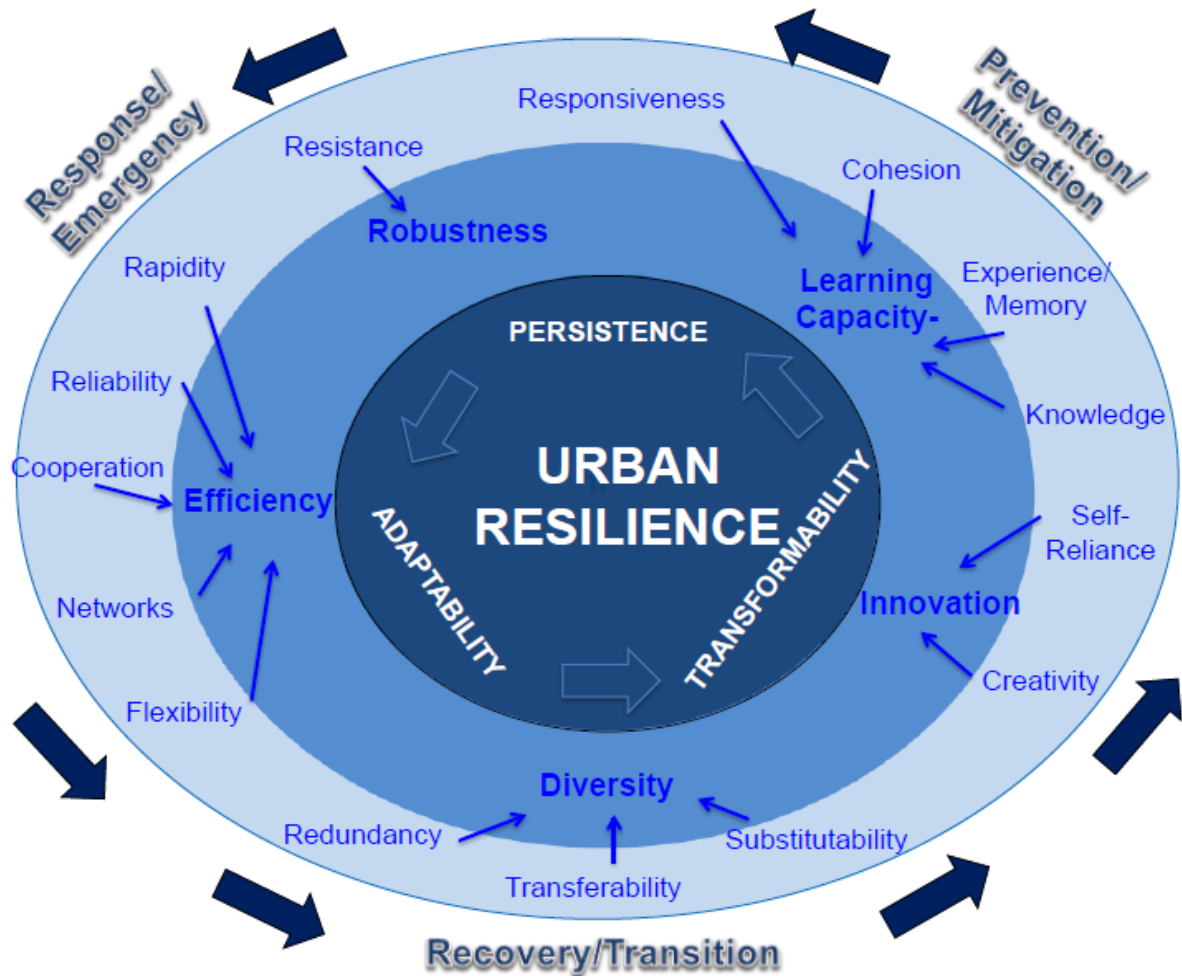 Response/
Emergency
Prevention/
Mitigation
Responsiveness
Resistance
Cohesion
Robustness
Rapidity
Learning
Capacity-
Experience/
Memory
PERSISTENCE
Reliability
Knowledge
Cooperation
Efficiency
URBAN
RESILIENCE
ADAPTABILITY
TRANSFORMABILITY
Self-
Reliance
Networks
Innovation
Flexibility
Creativity
Diversity
Redundancy
Substitutability
Transferability
Recovery/Transition